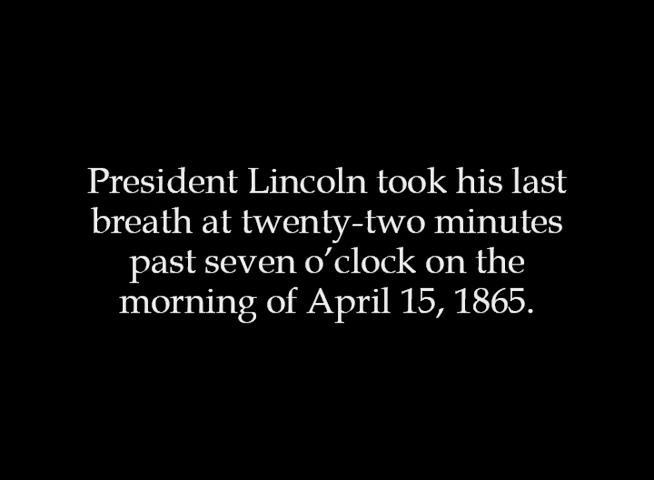 President Lincoln took his last
breath at twenty-two minutes
past seven o’clock on the
morning of April 15, 1865.